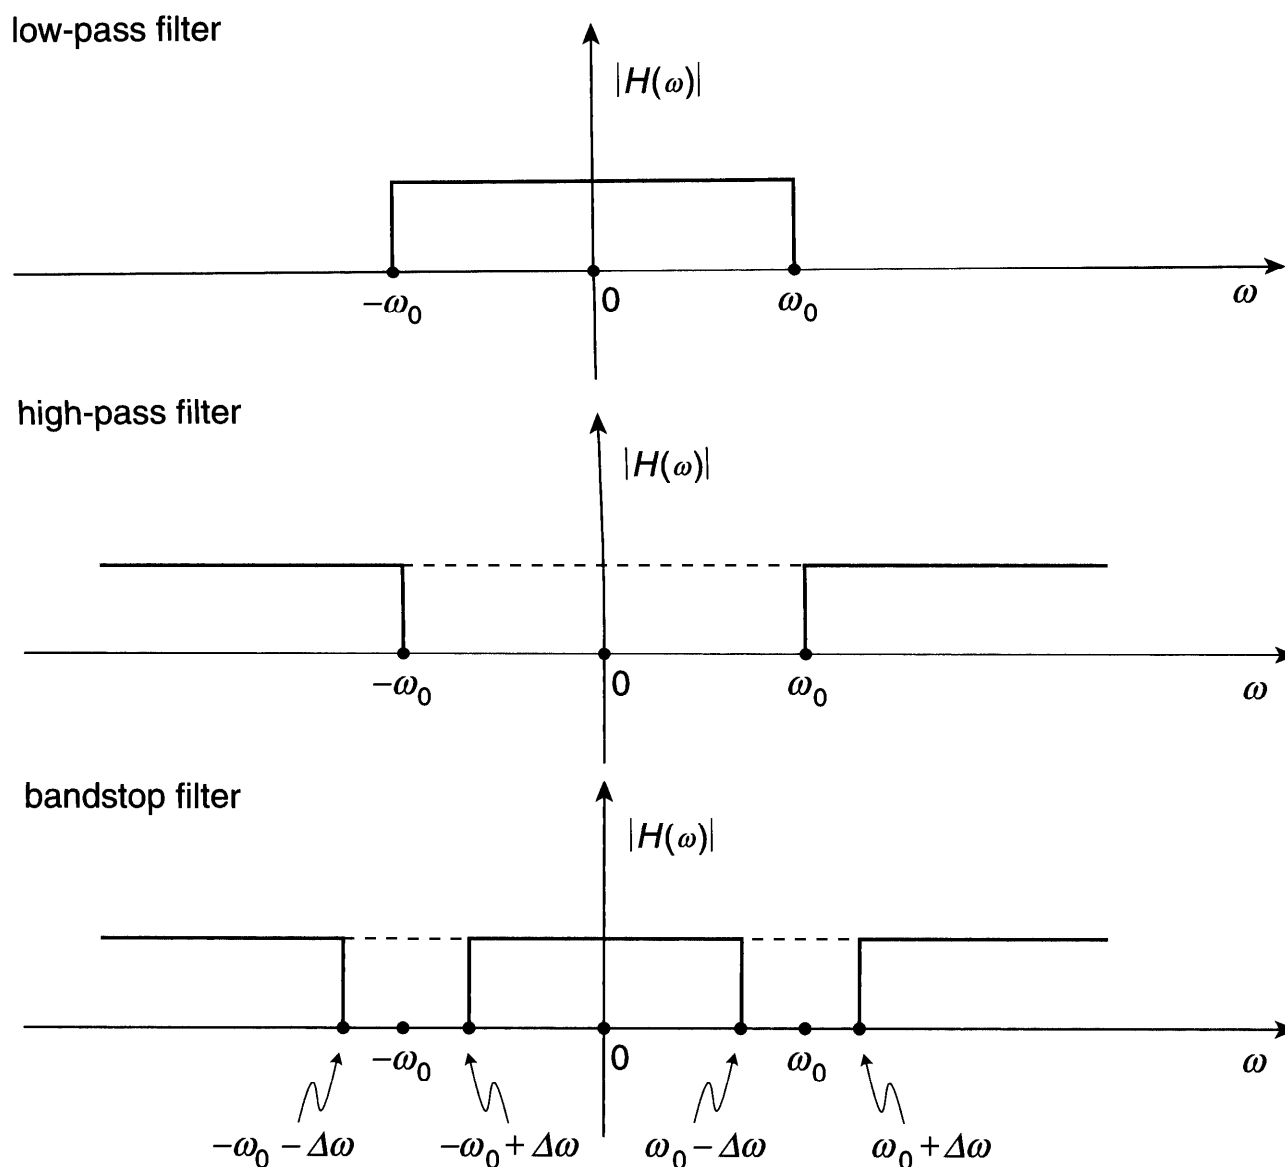 low-pass filter
|H(ω)|
−ω₀
0
ω₀
ω
high-pass filter
|H(ω)|
−ω₀
0
ω₀
ω
bandstop filter
|H(ω)|
−ω₀
0
ω₀
ω
−ω₀ − Δω
−ω₀ + Δω
ω₀ − Δω
ω₀ + Δω